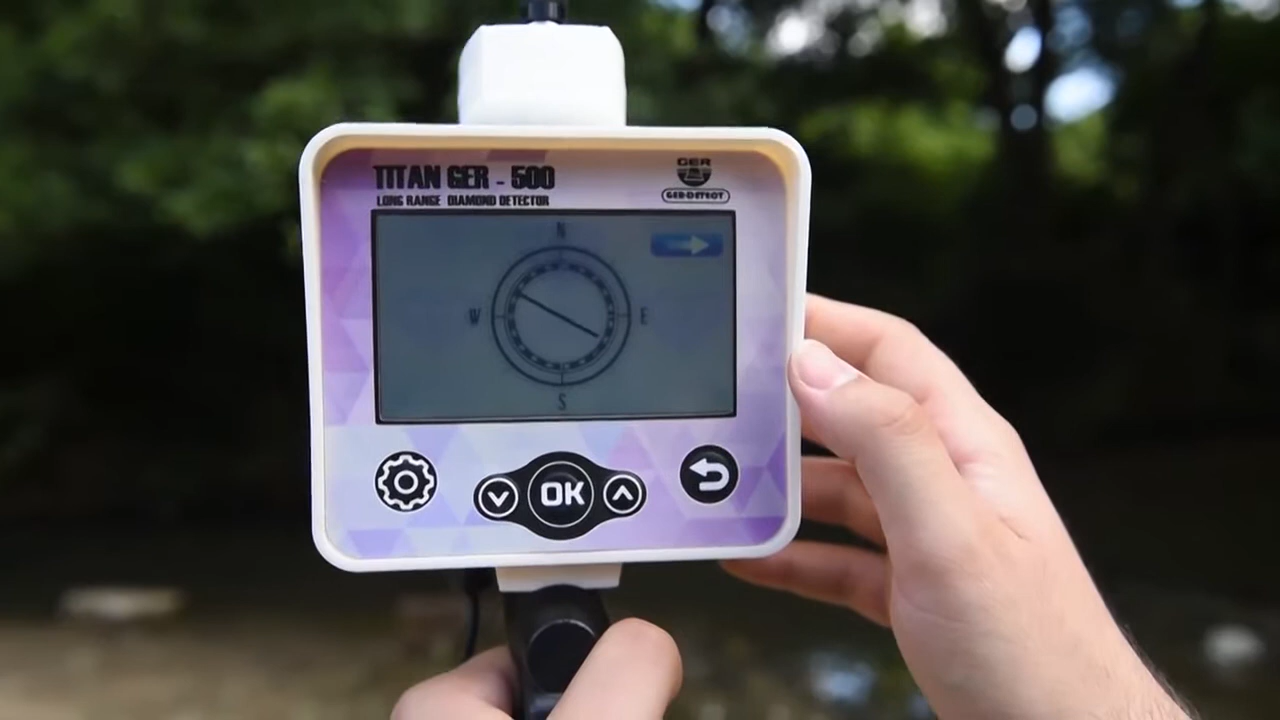 TITAN GER - 500
LONG RANGE DIAMOND DETECTOR
GER
GER DETECT
N
W
E
S
OK